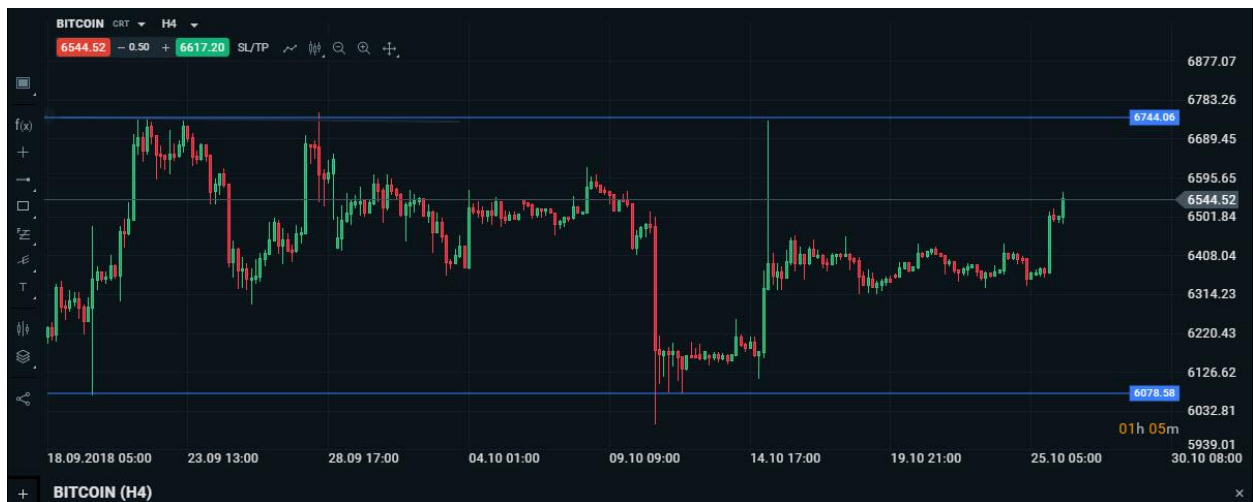 BITCOIN CRT H4
6544.52 – 0.50 + 6617.20 SL/TP
6877.07
6783.26
6744.06
6689.45
6595.65
6544.52
6501.84
6408.04
6314.23
6220.43
6126.62
6078.58
6032.81
01h 05m
5939.01
f(x)
T
18.09.2018 05:00 23.09 13:00 28.09 17:00 04.10 01:00 09.10 09:00 14.10 17:00 19.10 21:00 25.10 05:00 30.10 08:00
+ BITCOIN (H4) ×